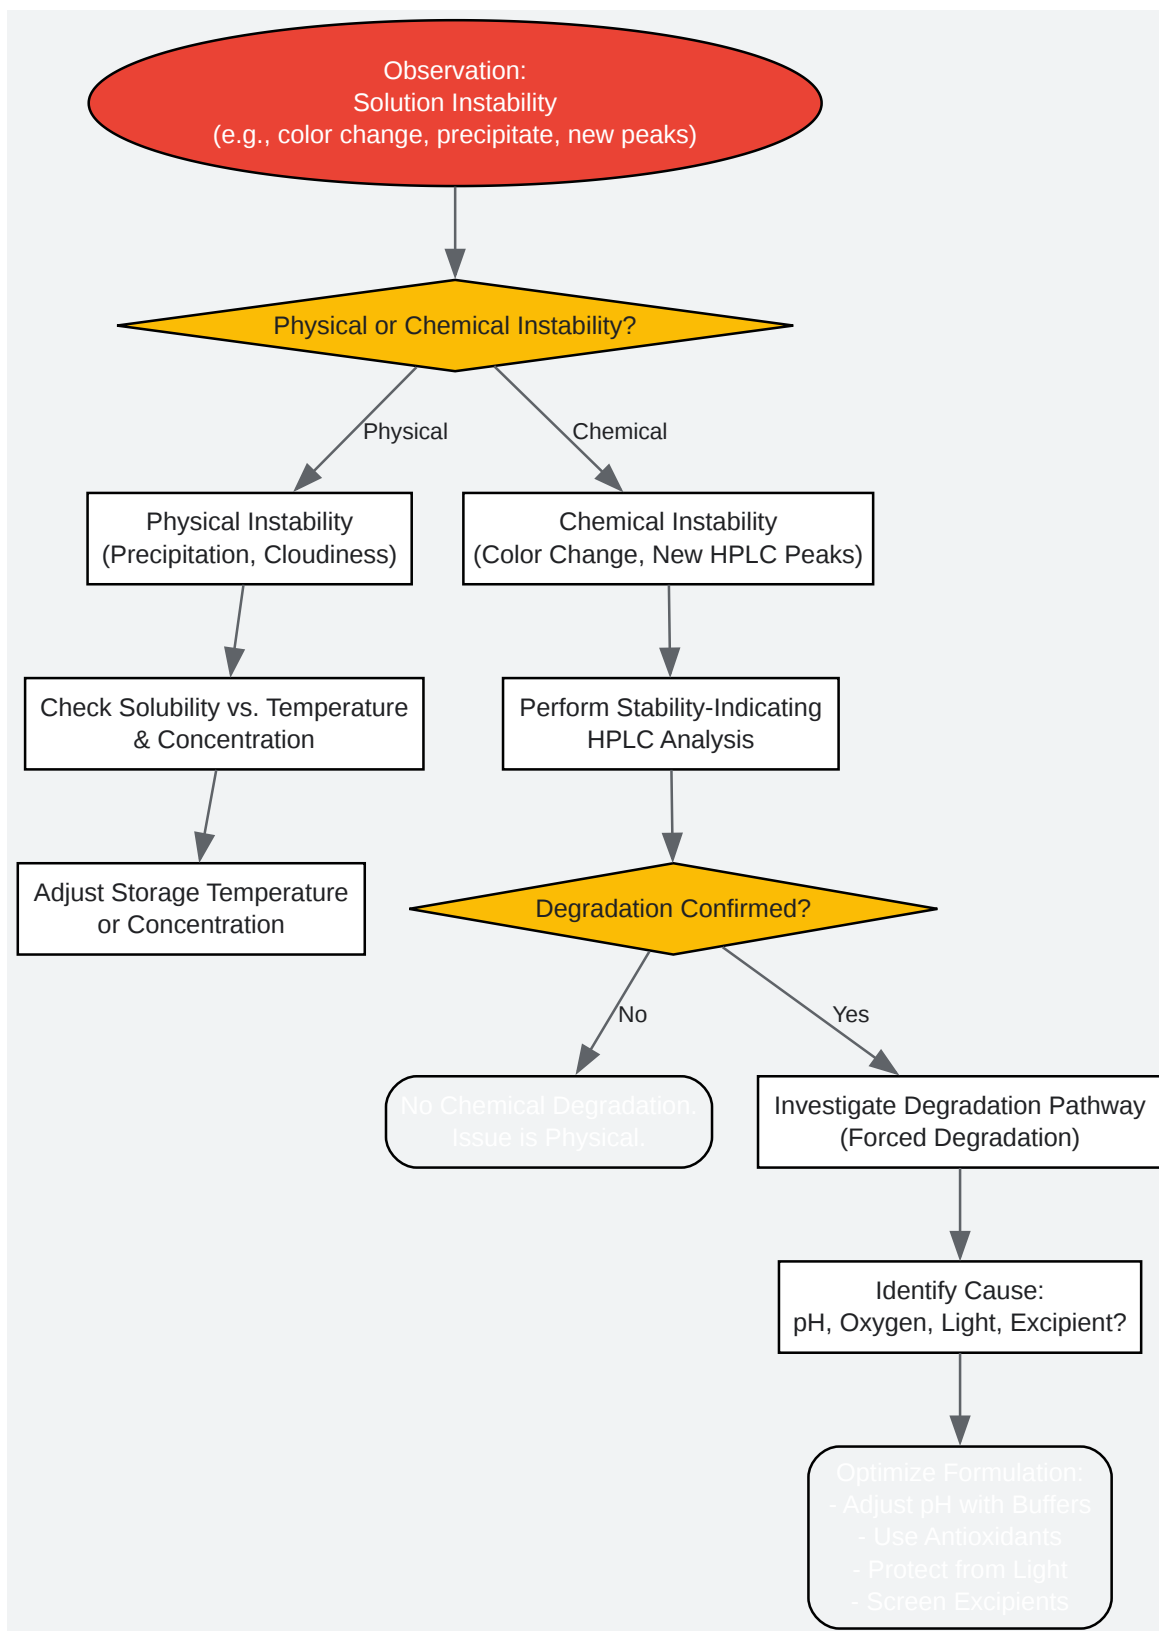 Observation:
Solution Instability
(e.g., color change, precipitate, new peaks)
Physical or Chemical Instability?
Physical
Chemical
Physical Instability
(Precipitation, Cloudiness)
Chemical Instability
(Color Change, New HPLC Peaks)
Check Solubility vs. Temperature
& Concentration
Perform Stability-Indicating
HPLC Analysis
Adjust Storage Temperature
or Concentration
Degradation Confirmed?
No
Yes
No Chemical Degradation.
Issue is Physical.
Investigate Degradation Pathway
(Forced Degradation)
Identify Cause:
pH, Oxygen, Light, Excipient?
Optimize Formulation:
- Adjust pH with Buffers
- Use Antioxidants
- Protect from Light
- Screen Excipients